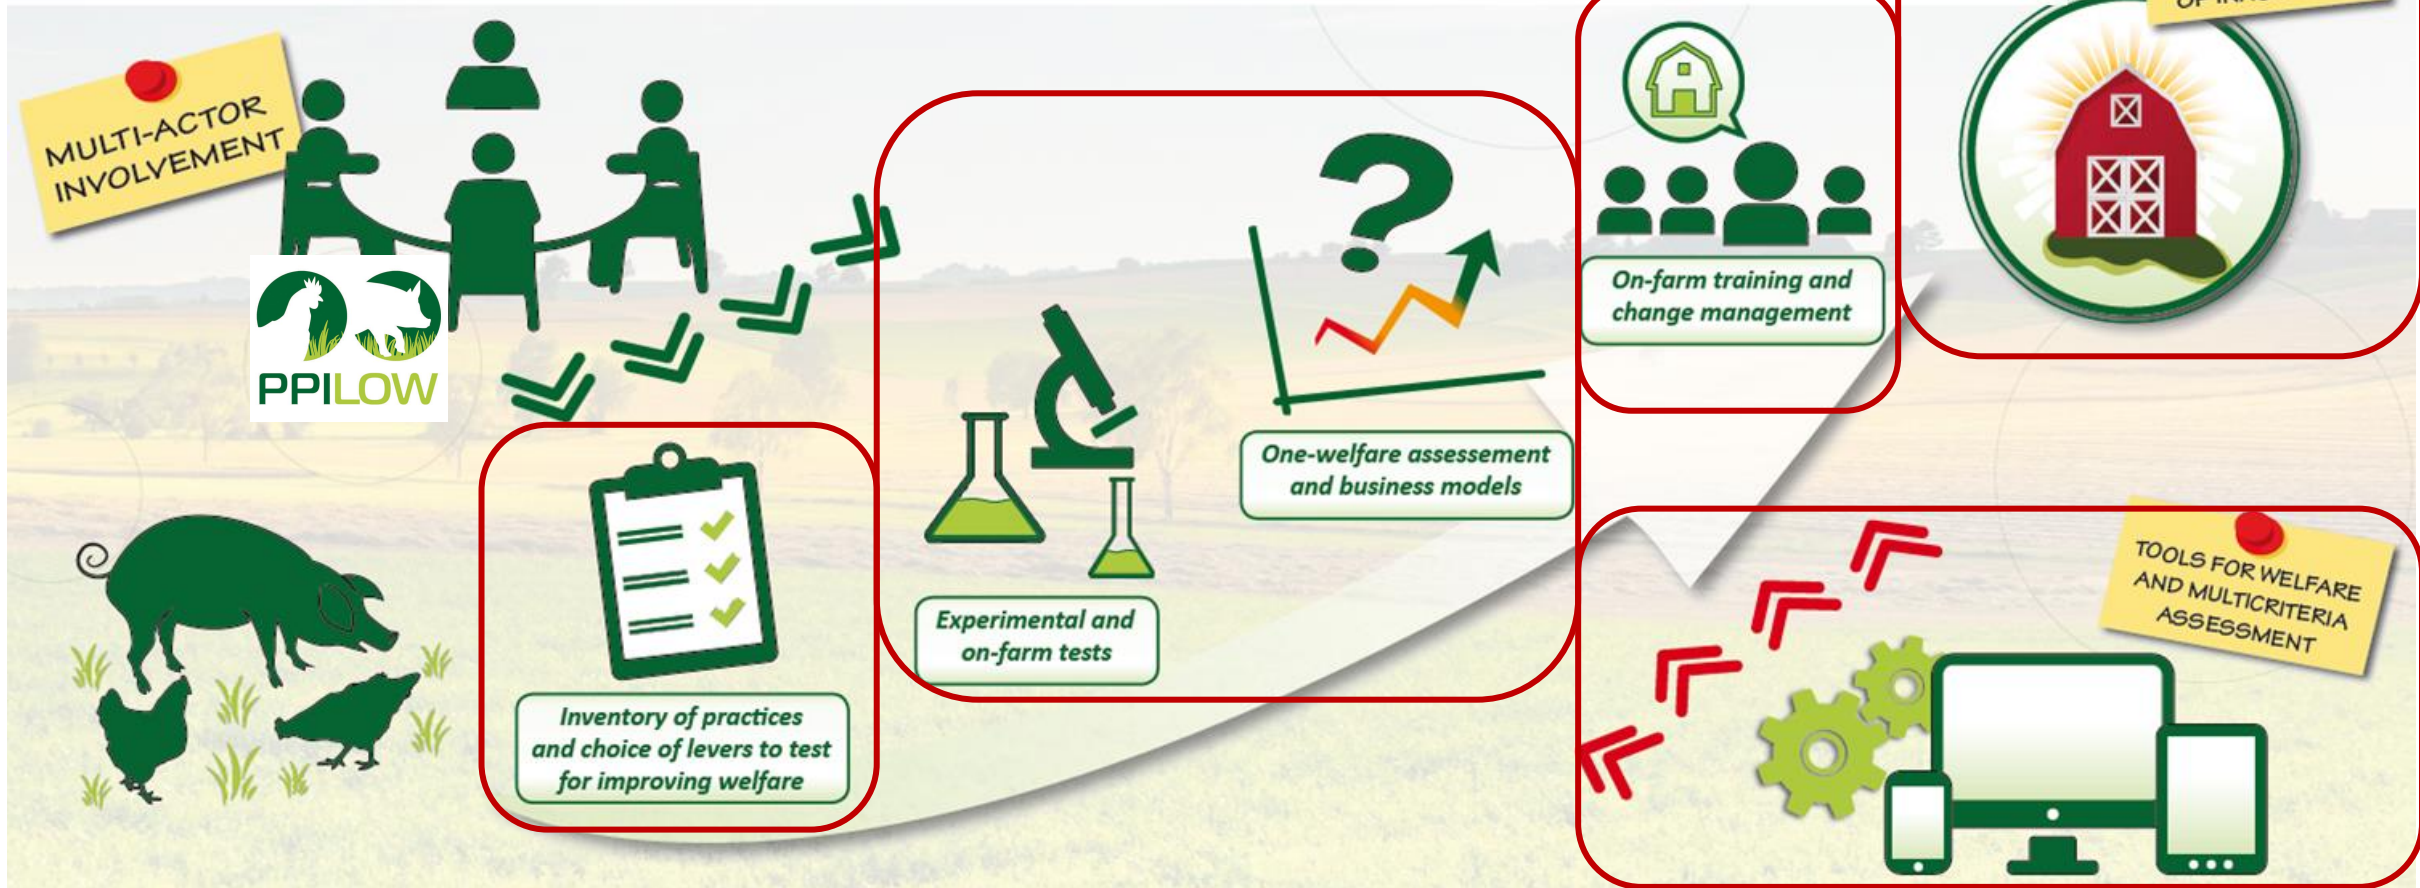 MULTI-ACTOR
INVOLVEMENT
PPILOW
On-farm training and
change management
One-welfare assessement
and business models
TOOLS FOR WELFARE
AND MULTICRITERIA
ASSESSMENT
Experimental and
on-farm tests
Inventory of practices
and choice of levers to test
for improving welfare